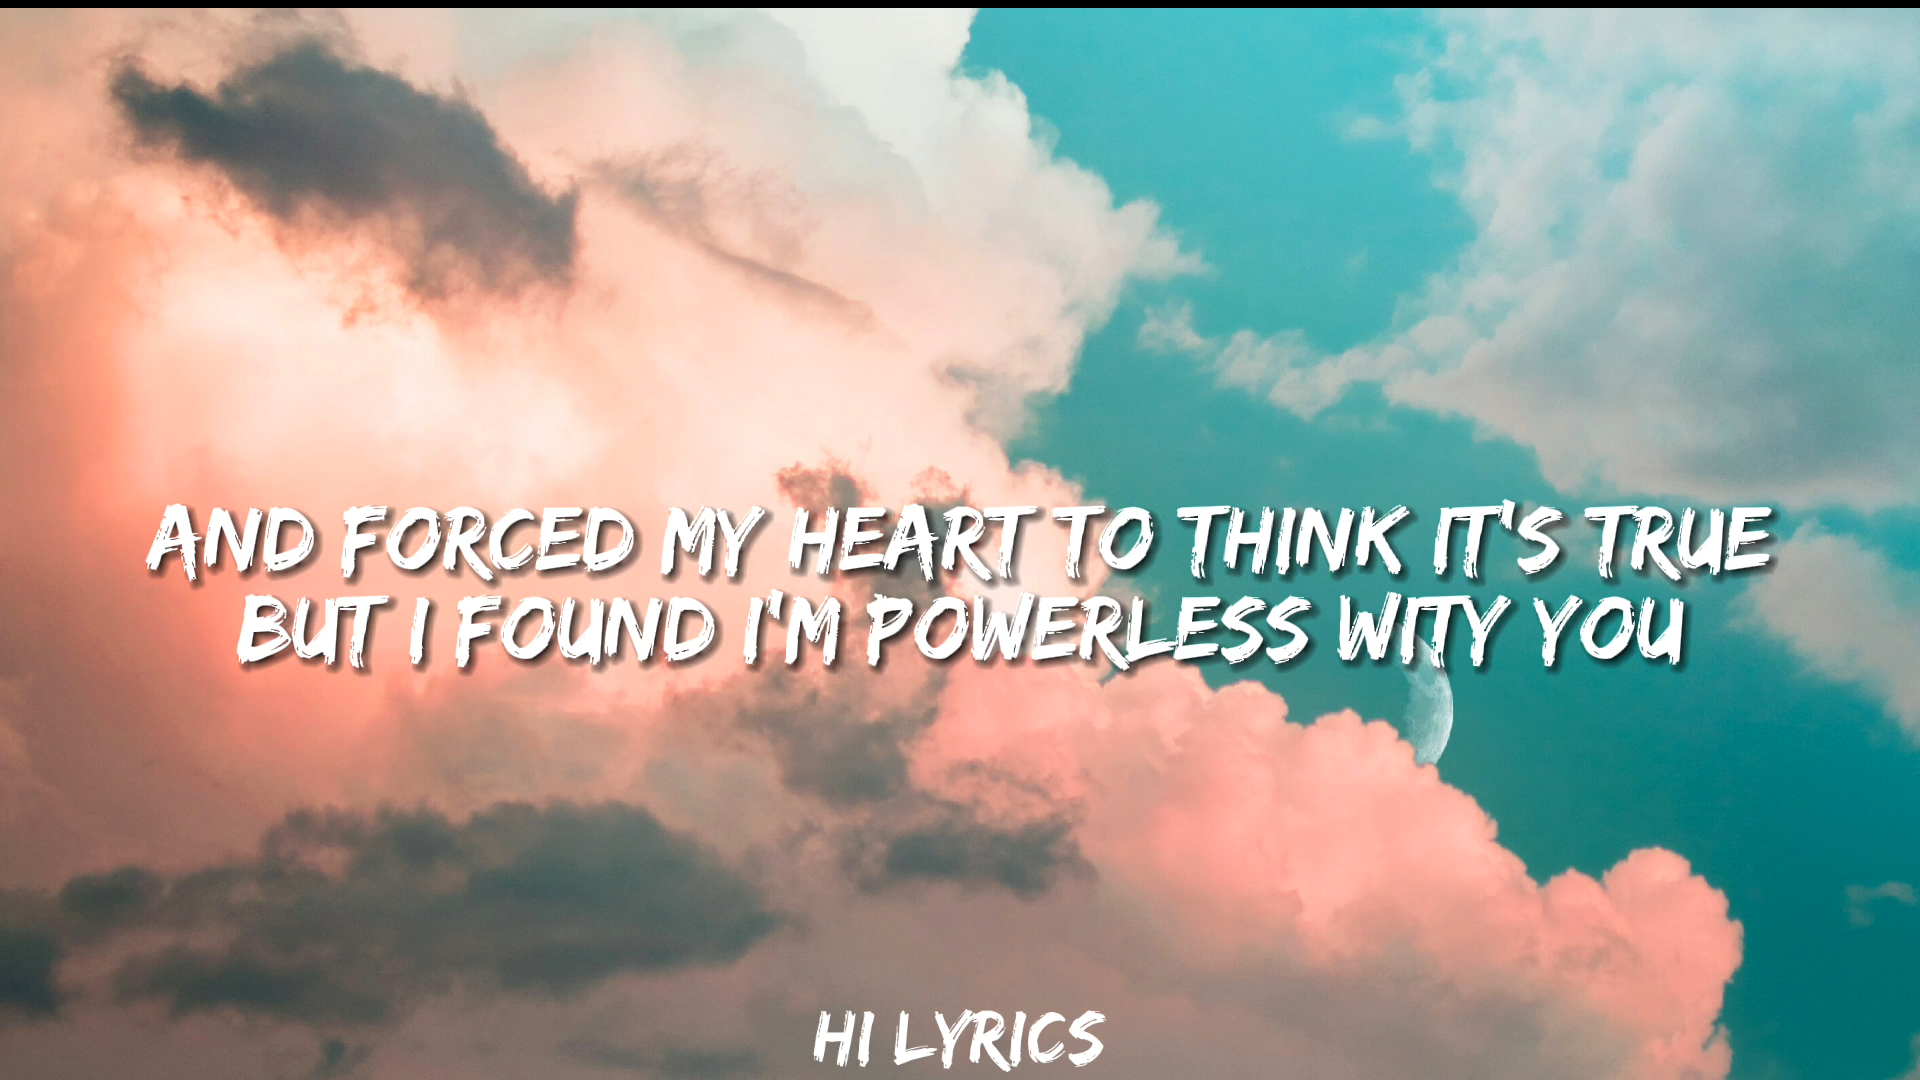 AND FORCED MY HEART TO THINK IT'S TRUE
BUT I FOUND I'M POWERLESS WITY YOU
HI LYRICS